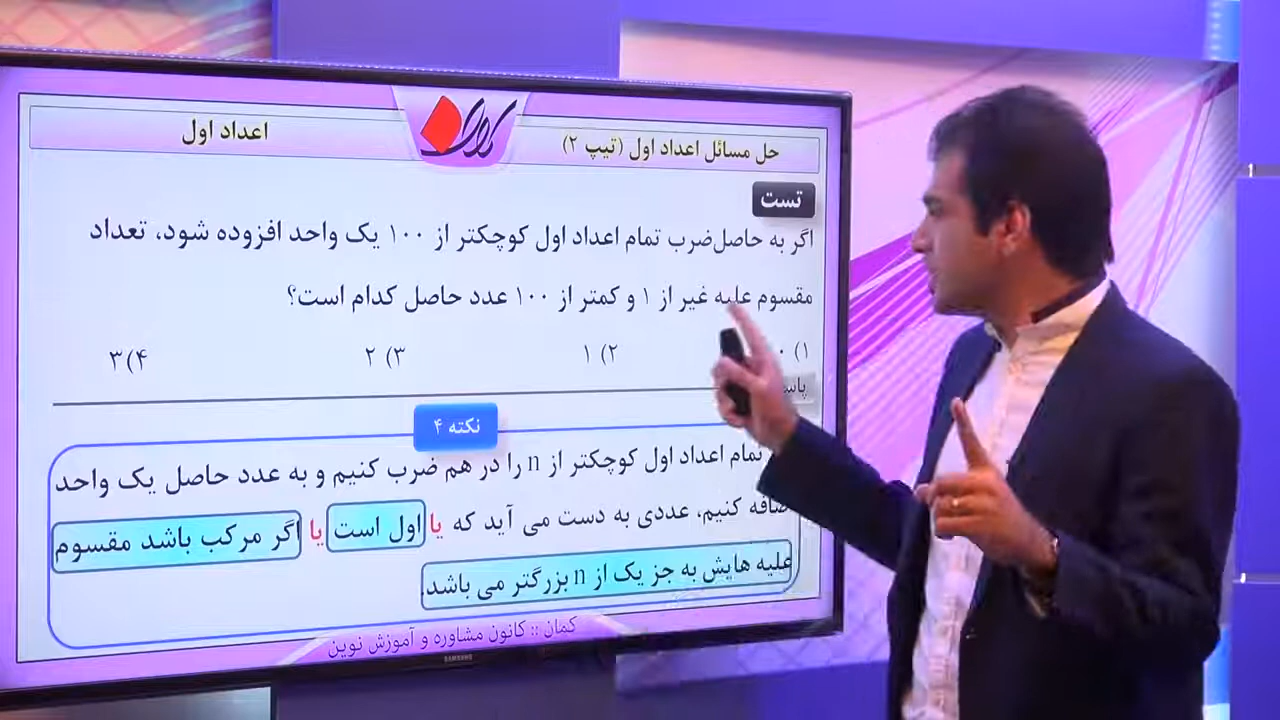 حل مسائل اعداد اول (تیپ ۲)
اعداد اول
تست
اگر به حاصل‌ضرب تمام اعداد اول کوچکتر از ۱۰۰ یک واحد افزوده شود، تعداد
مقسوم علیه غیر از ۱ و کمتر از ۱۰۰ عدد حاصل کدام است؟
۱) ۰ ۲) ۱ ۳) ۲ ۴) ۳
نکته ۴
تمام اعداد اول کوچکتر از n را در هم ضرب کنیم و به عدد حاصل یک واحد
اضافه کنیم، عددی به دست می آید که یا اول است یا اگر مرکب باشد مقسوم
علیه هایش به جز یک از n بزرگتر می باشد.
کمان :: کانون مشاوره و آموزش نوین
SAMSUNG